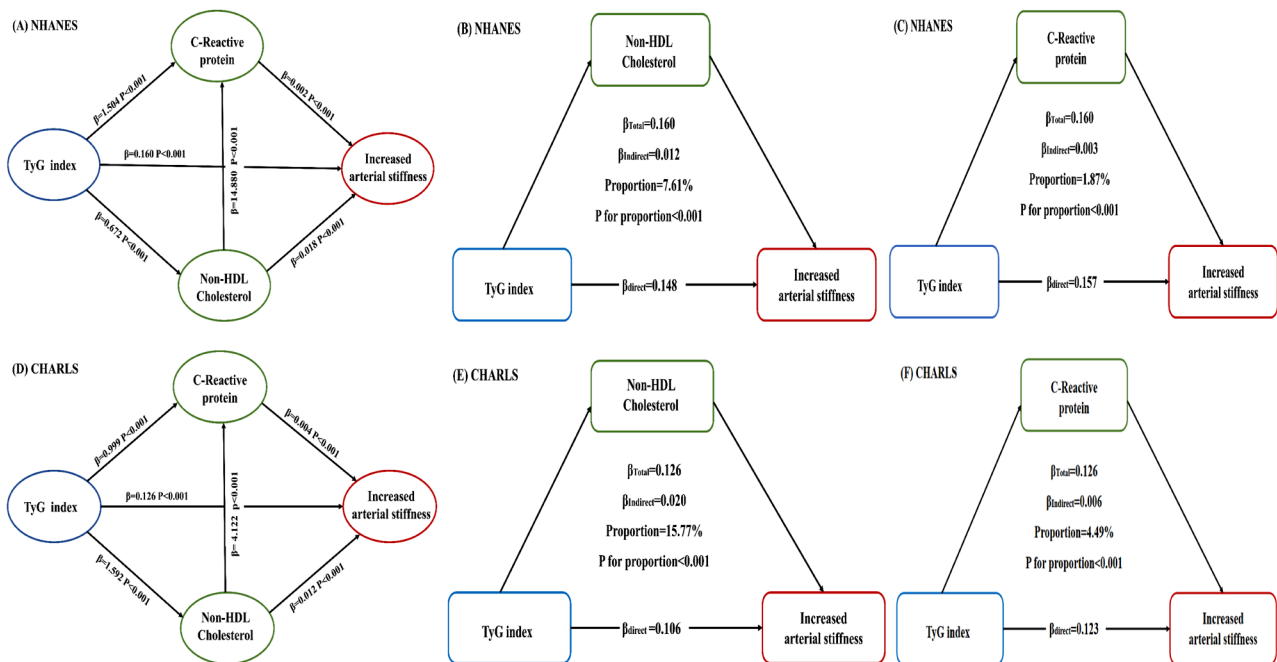 (A) NHANES
C-Reactive
protein
β=1.504 P<0.001
β=0.002 P<0.001
TyG index
β=0.160 P<0.001
β=14.880 P<0.001
Increased
arterial stiffness
β=0.672 P<0.001
β=0.018 P<0.001
Non-HDL
Cholesterol
(B) NHANES
Non-HDL
Cholesterol
βTotal=0.160
βIndirect=0.012
Proportion=7.61%
P for proportion<0.001
TyG index
βdirect=0.148
Increased
arterial stiffness
(C) NHANES
C-Reactive
protein
βTotal=0.160
βIndirect=0.003
Proportion=1.87%
P for proportion<0.001
TyG index
βdirect=0.157
Increased
arterial stiffness
(D) CHARLS
C-Reactive
protein
β=0.999 P<0.001
β=0.004 P<0.001
TyG index
β=0.126 P<0.001
β= 4.122 p<0.001
Increased
arterial stiffness
β=1.592 P<0.001
β=0.012 P<0.001
Non-HDL
Cholesterol
(E) CHARLS
Non-HDL
Cholesterol
βTotal=0.126
βIndirect=0.020
Proportion=15.77%
P for proportion<0.001
TyG index
βdirect=0.106
Increased
arterial stiffness
(F) CHARLS
C-Reactive
protein
βTotal=0.126
βIndirect=0.006
Proportion=4.49%
P for proportion<0.001
TyG index
βdirect=0.123
Increased
arterial stiffness